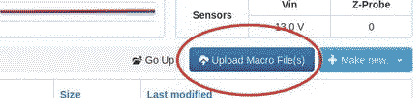 Vin Z-Probe
Sensors
13.0 V 0
Go Up Upload Macro File(s) Make new.
Size Last modified